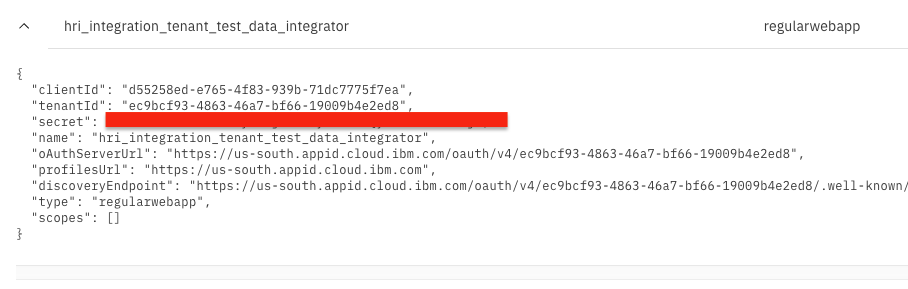 hri_integration_tenant_test_data_integrator regularwebapp
{
"clientId": "d55258ed-e765-4f83-939b-71dc7775f7ea",
"tenantId": "ec9bcf93-4863-46a7-bf66-19009b4e2ed8",
"secret":
"name": "hri_integration_tenant_test_data_integrator",
"oAuthServerUrl": "https://us-south.appid.cloud.ibm.com/oauth/v4/ec9bcf93-4863-46a7-bf66-19009b4e2ed8",
"profilesUrl": "https://us-south.appid.cloud.ibm.com",
"discoveryEndpoint": "https://us-south.appid.cloud.ibm.com/oauth/v4/ec9bcf93-4863-46a7-bf66-19009b4e2ed8/.well-known/
"type": "regularwebapp",
"scopes": []
}